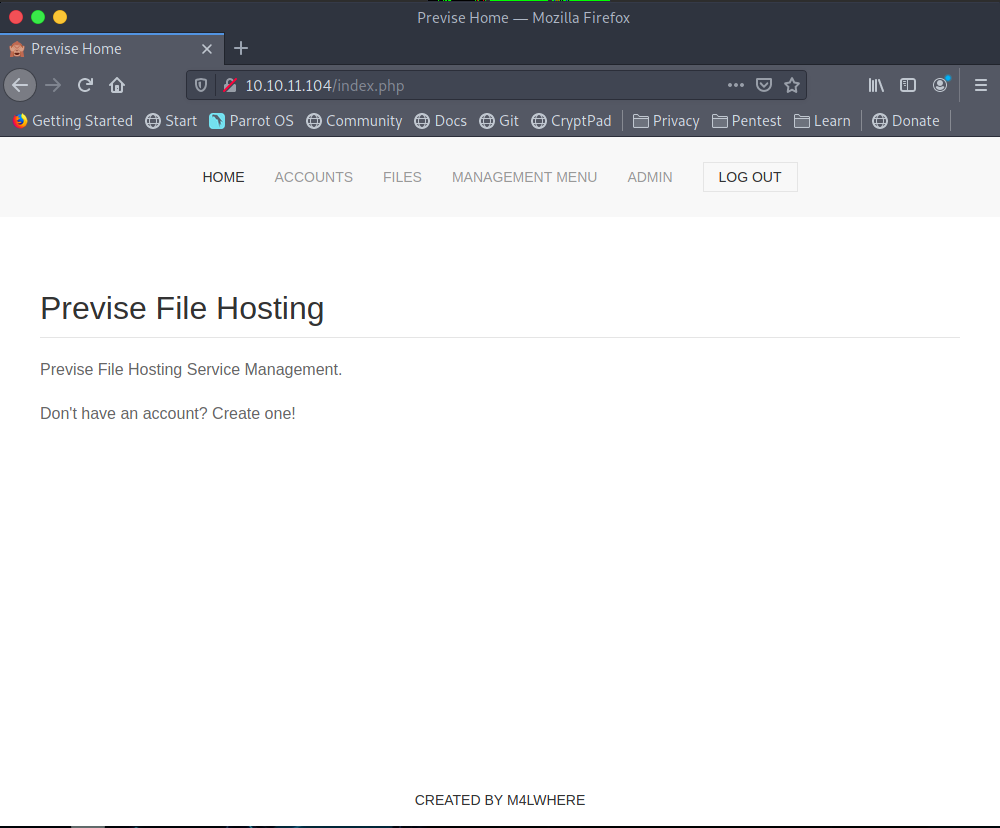 Previse Home — Mozilla Firefox
Previse Home
10.10.11.104/index.php
Getting Started Start Parrot OS Community Docs Git CryptPad Privacy Pentest Learn Donate
HOME ACCOUNTS FILES MANAGEMENT MENU ADMIN LOG OUT
Previse File Hosting
Previse File Hosting Service Management.
Don't have an account? Create one!
CREATED BY M4LWHERE